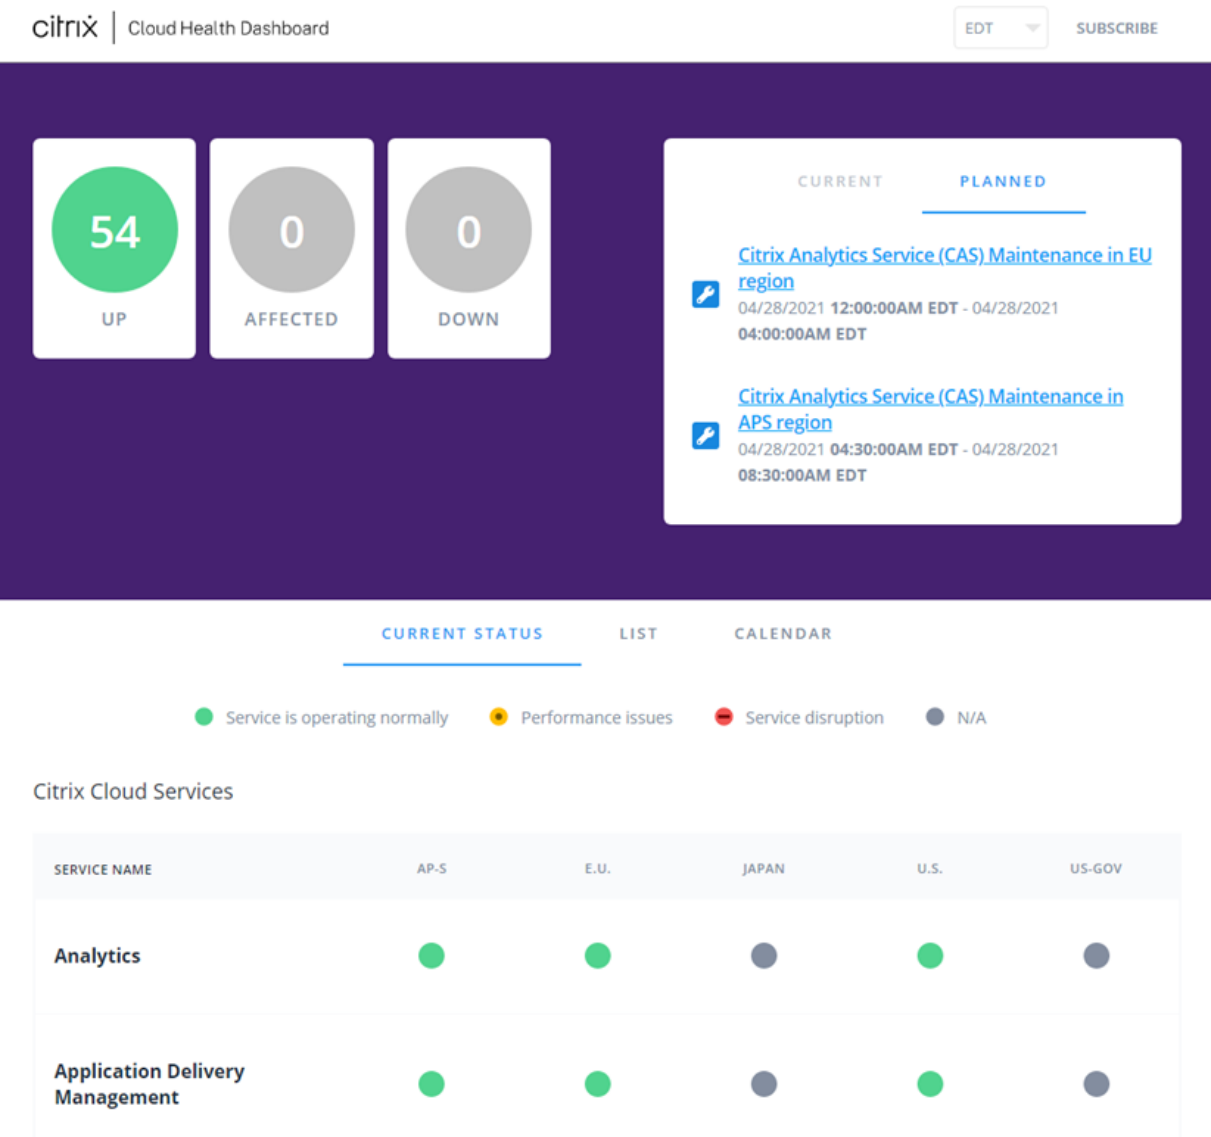 citrix | Cloud Health Dashboard
EDT
SUBSCRIBE
54
UP
0
AFFECTED
0
DOWN
CURRENT
PLANNED
Citrix Analytics Service (CAS) Maintenance in EU
region
04/28/2021 12:00:00AM EDT - 04/28/2021
04:00:00AM EDT
Citrix Analytics Service (CAS) Maintenance in
APS region
04/28/2021 04:30:00AM EDT - 04/28/2021
08:30:00AM EDT
CURRENT STATUS
LIST
CALENDAR
Service is operating normally
Performance issues
Service disruption
N/A
Citrix Cloud Services
SERVICE NAME
AP-S
E.U.
JAPAN
U.S.
US-GOV
Analytics
Application Delivery
Management